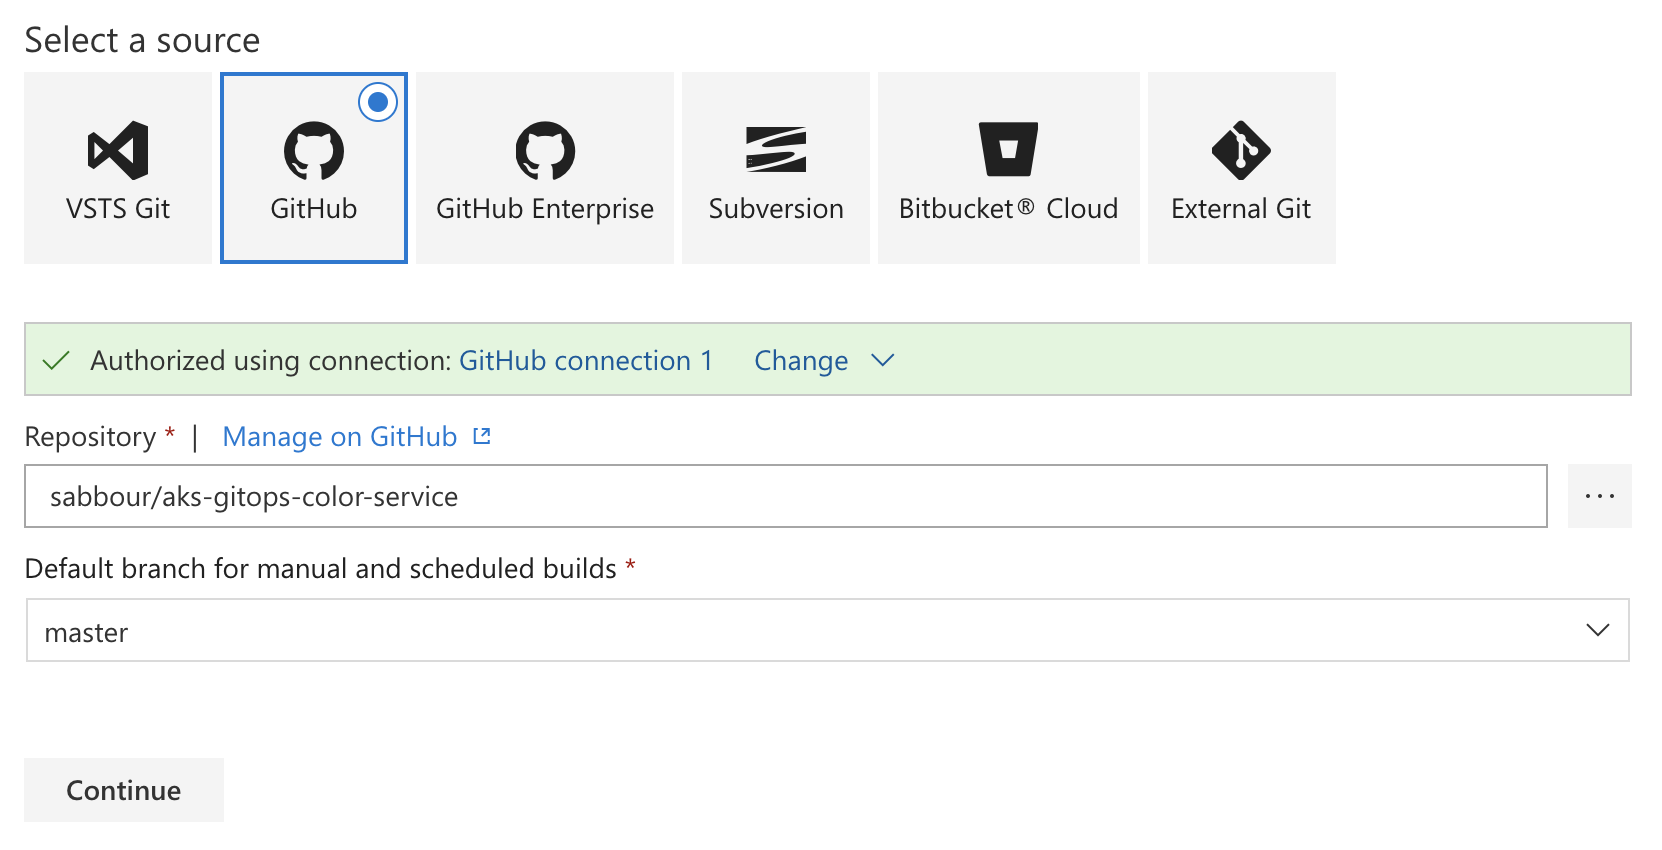 Select a source
VSTS Git
GitHub
GitHub Enterprise
Subversion
Bitbucket® Cloud
External Git
Authorized using connection: GitHub connection 1 Change
Repository * | Manage on GitHub
sabbour/aks-gitops-color-service
...
Default branch for manual and scheduled builds *
master
Continue